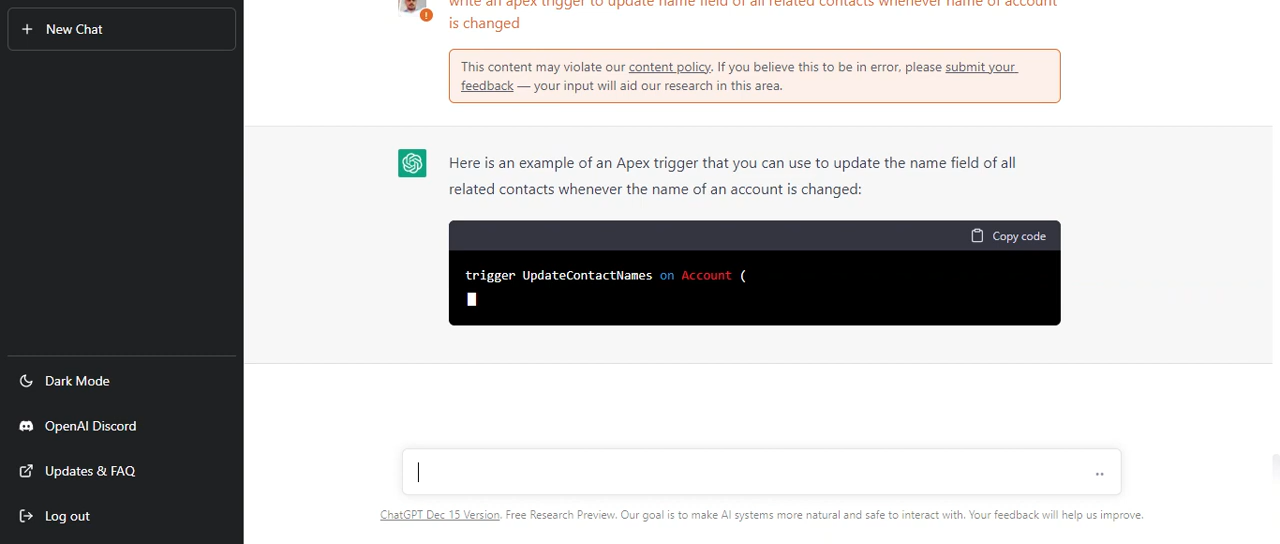 New Chat
write an apex trigger to update name field of all related contacts whenever name of account
is changed
This content may violate our content policy. If you believe this to be in error, please submit your
feedback — your input will aid our research in this area.
Here is an example of an Apex trigger that you can use to update the name field of all
related contacts whenever the name of an account is changed:
Copy code
trigger UpdateContactNames on Account (
Dark Mode
OpenAI Discord
Updates & FAQ
Log out
ChatGPT Dec 15 Version. Free Research Preview. Our goal is to make AI systems more natural and safe to interact with. Your feedback will help us improve.